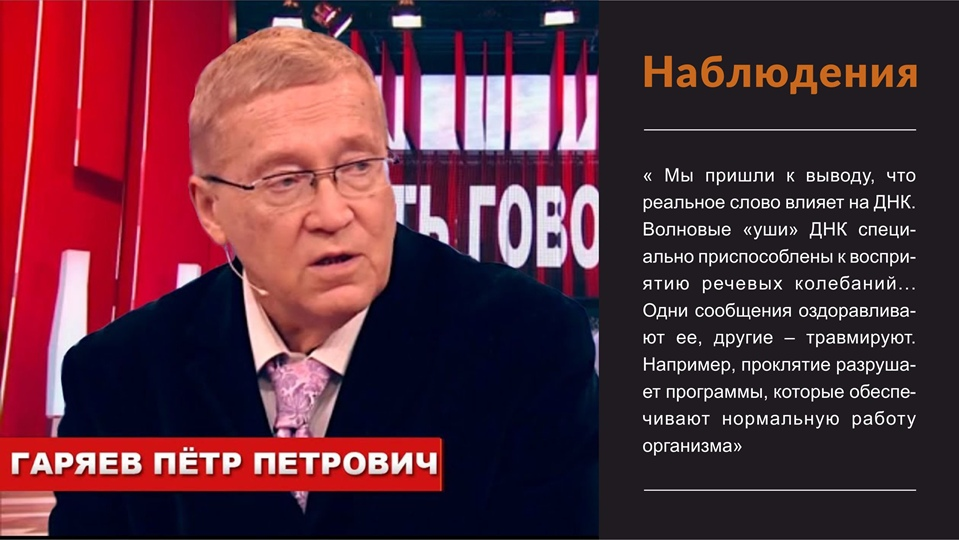 ТЬ ГОВО
ГАРЯЕВ ПЁТР ПЕТРОВИЧ
Наблюдения
« Мы пришли к выводу, что
реальное слово влияет на ДНК.
Волновые «уши» ДНК специ-
ально приспособлены к воспри-
ятию речевых колебаний...
Одни сообщения оздоравлива-
ют ее, другие – травмируют.
Например, проклятие разруша-
ет программы, которые обеспе-
чивают нормальную работу
организма»